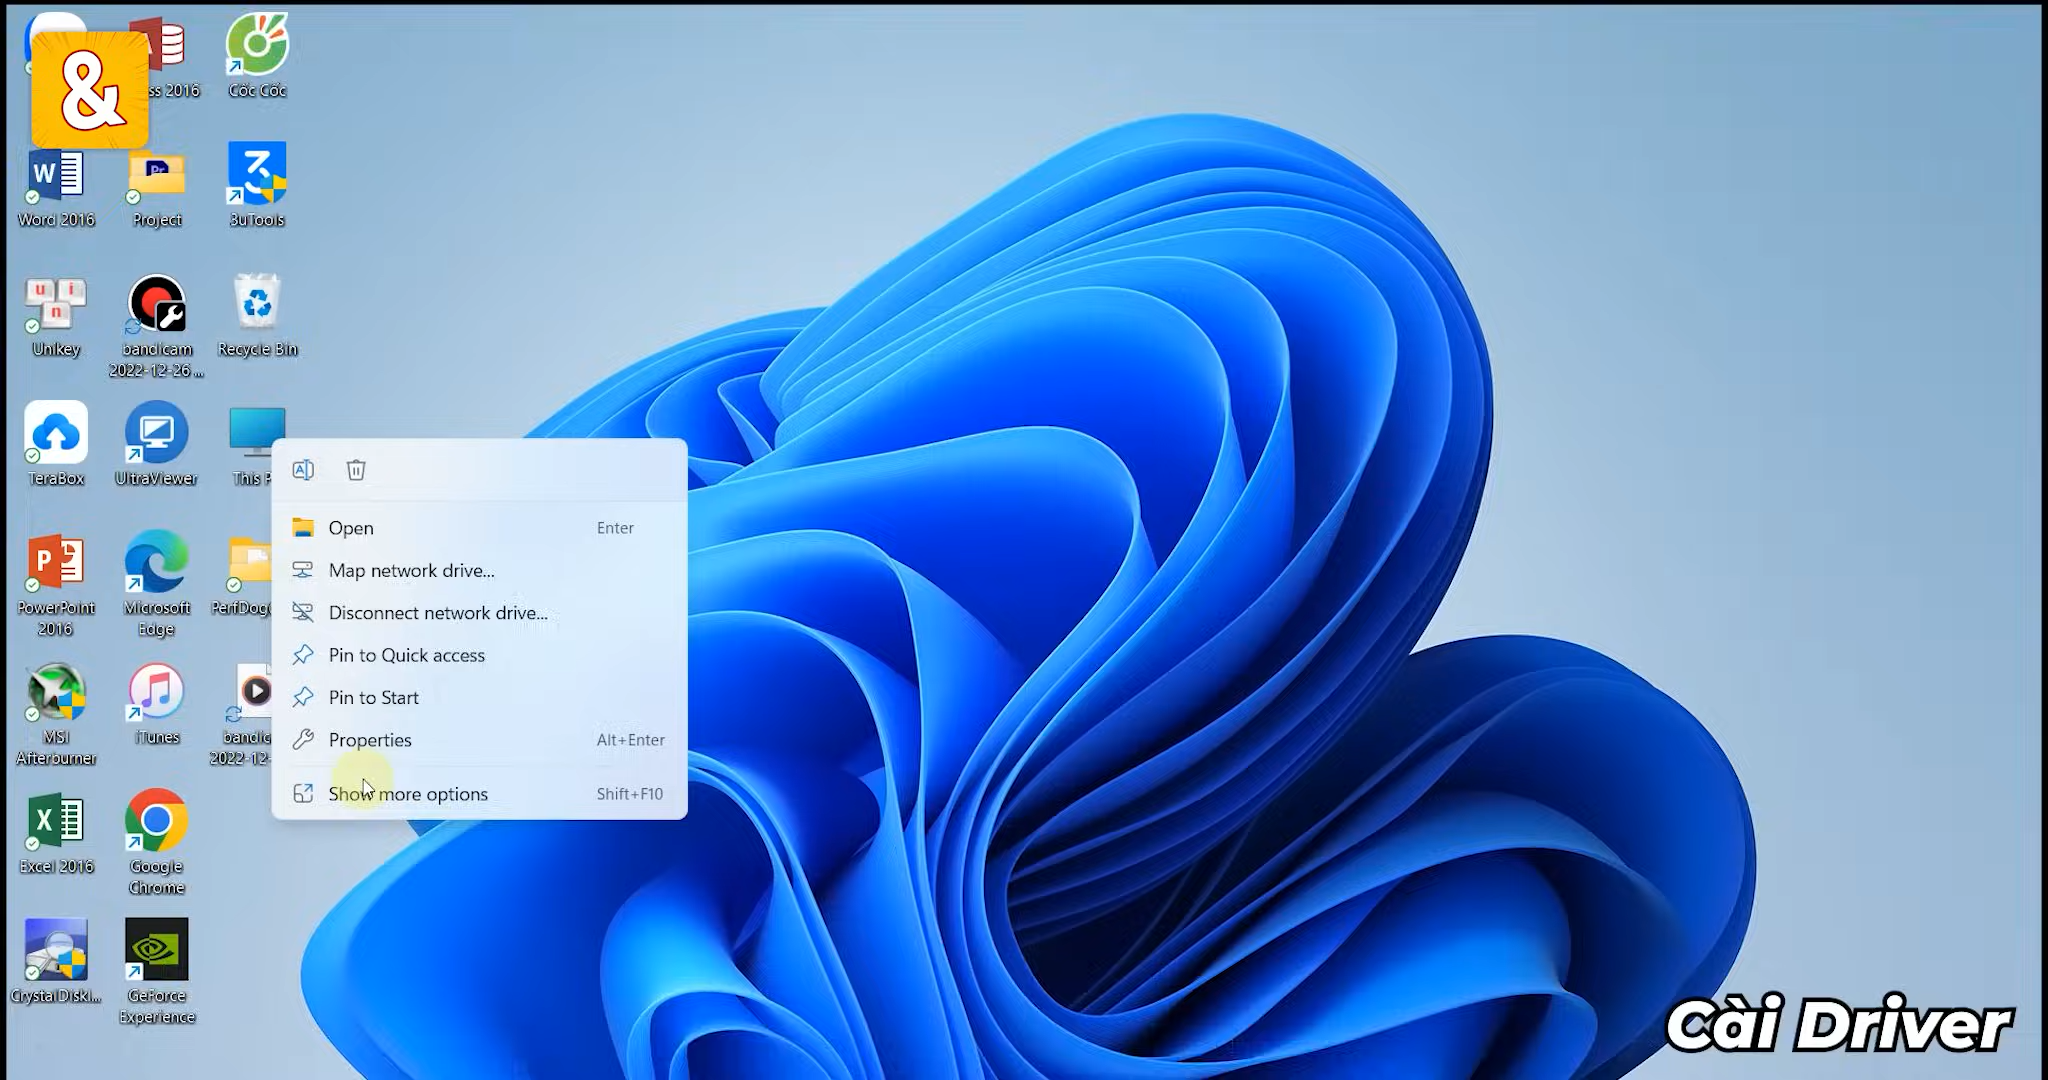 &
ss 2016
Cốc Cốc
Word 2016
Project
3uTools
Unikey
bandicam
2022-12-26...
Recycle Bin
TeraBox
UltraViewer
This P
PowerPoint
2016
Microsoft
Edge
PerfDog
MSI
Afterburner
iTunes
bandic
2022-12-
Excel 2016
Google
Chrome
CrystalDiskI...
GeForce
Experience
Open Enter
Map network drive...
Disconnect network drive...
Pin to Quick access
Pin to Start
Properties Alt+Enter
Show more options Shift+F10
Cài Driver